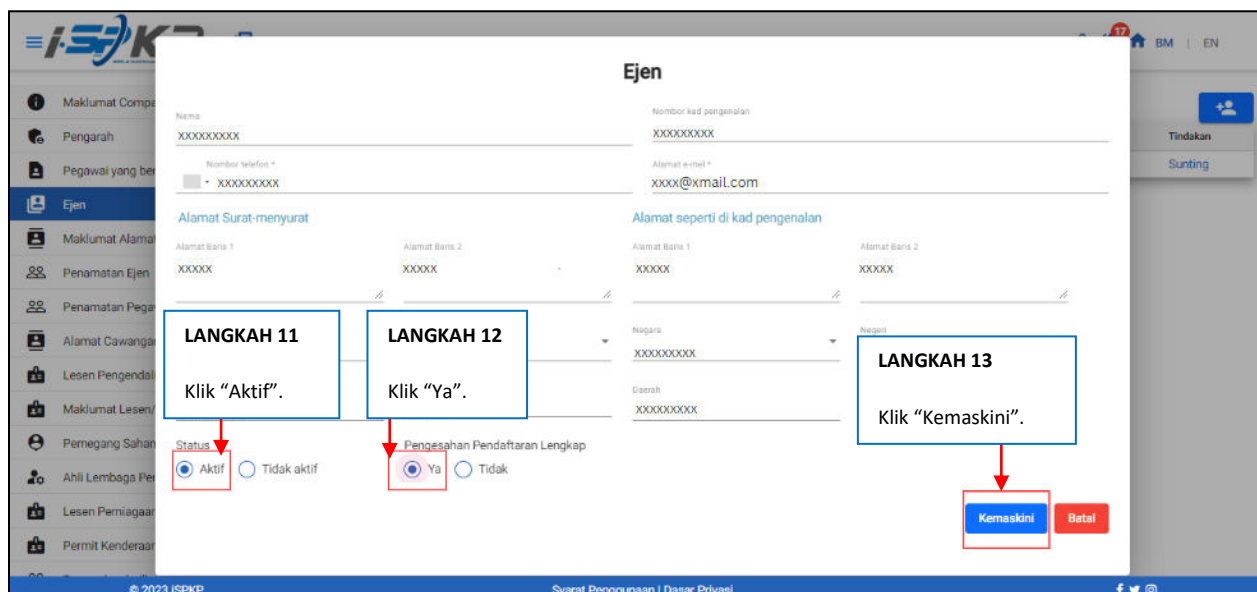 iSPKP
17
BM | EN
Ejen
Maklumat Compa
Pengarah
Pegawai yang ber
Ejen
Maklumat Alamat
Penamatan Ejen
Penamatan Pega
Alamat Cawanga
Lesen Pengendali
Maklumat Lesen/
Pemegang Saham
Ahli Lembaga Per
Lesen Perniagaan
Permit Kenderaan
Tindakan
Sunting
Nama
XXXXXXXXX
Nombor kad pengenalan
XXXXXXXXX
Nombor telefon *
XXXXXXXXX
Alamat e-mel *
xxxx@xmail.com
Alamat Surat-menyurat
Alamat seperti di kad pengenalan
Alamat Baris 1
XXXXX
Alamat Baris 2
XXXXX
Alamat Baris 1
XXXXX
Alamat Baris 2
XXXXX
LANGKAH 11
Klik “Aktif”.
LANGKAH 12
Klik “Ya”.
Negara
XXXXXXXXX
Negeri
LANGKAH 13
Klik “Kemaskini”.
Daerah
XXXXXXXXX
Status
Aktif
Tidak aktif
Pengesahan Pendaftaran Lengkap
Ya
Tidak
Kemaskini
Batal
© 2023 iSPKP
Syarat Penggunaan | Dasar Privasi